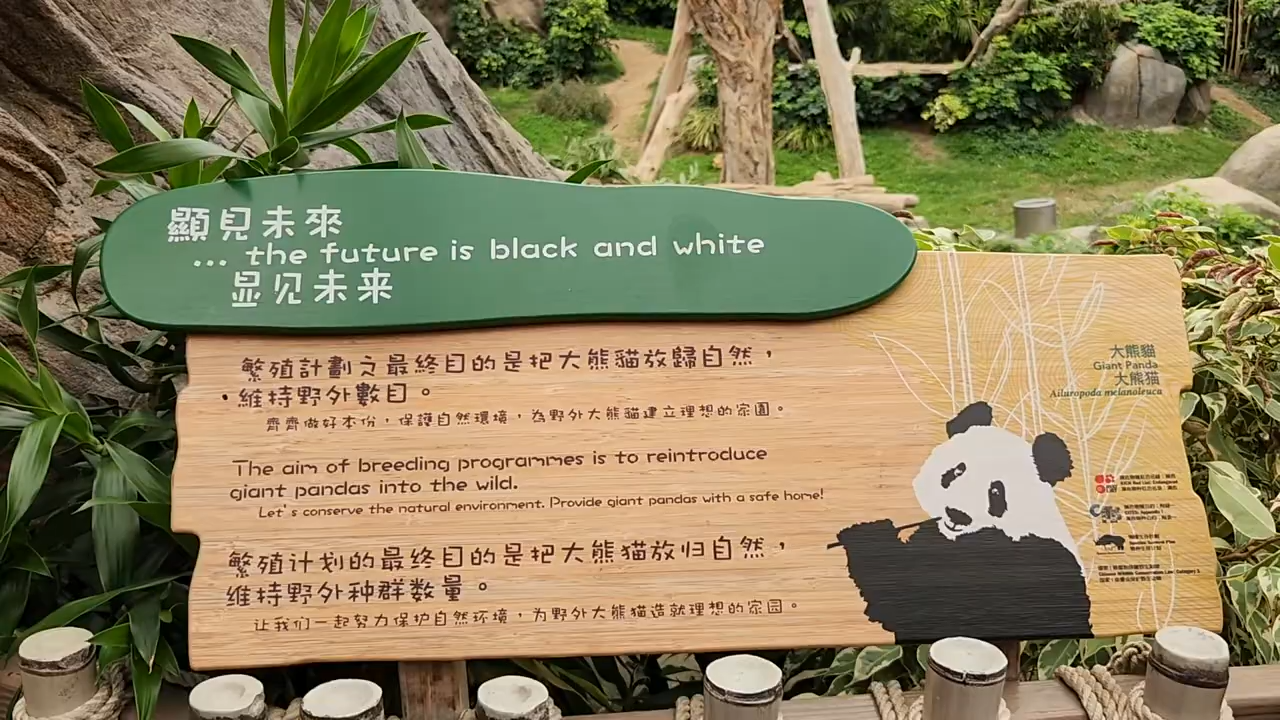 顯見未來
... the future is black and white
显见未来
繁殖計劃之最終目的是把大熊貓放歸自然，
維持野外數目。
齊齊做好本份，保護自然環境，為野外大熊貓建立理想的家園。
The aim of breeding programmes is to reintroduce
giant pandas into the wild.
Let's conserve the natural environment. Provide giant pandas with a safe home!
繁殖计划的最终目的是把大熊猫放归自然，
维持野外种群数量。
让我们一起努力保护自然环境，为野外大熊猫造就理想的家园。
大熊貓
Giant Panda
大熊猫
Ailuropoda melanoleuca